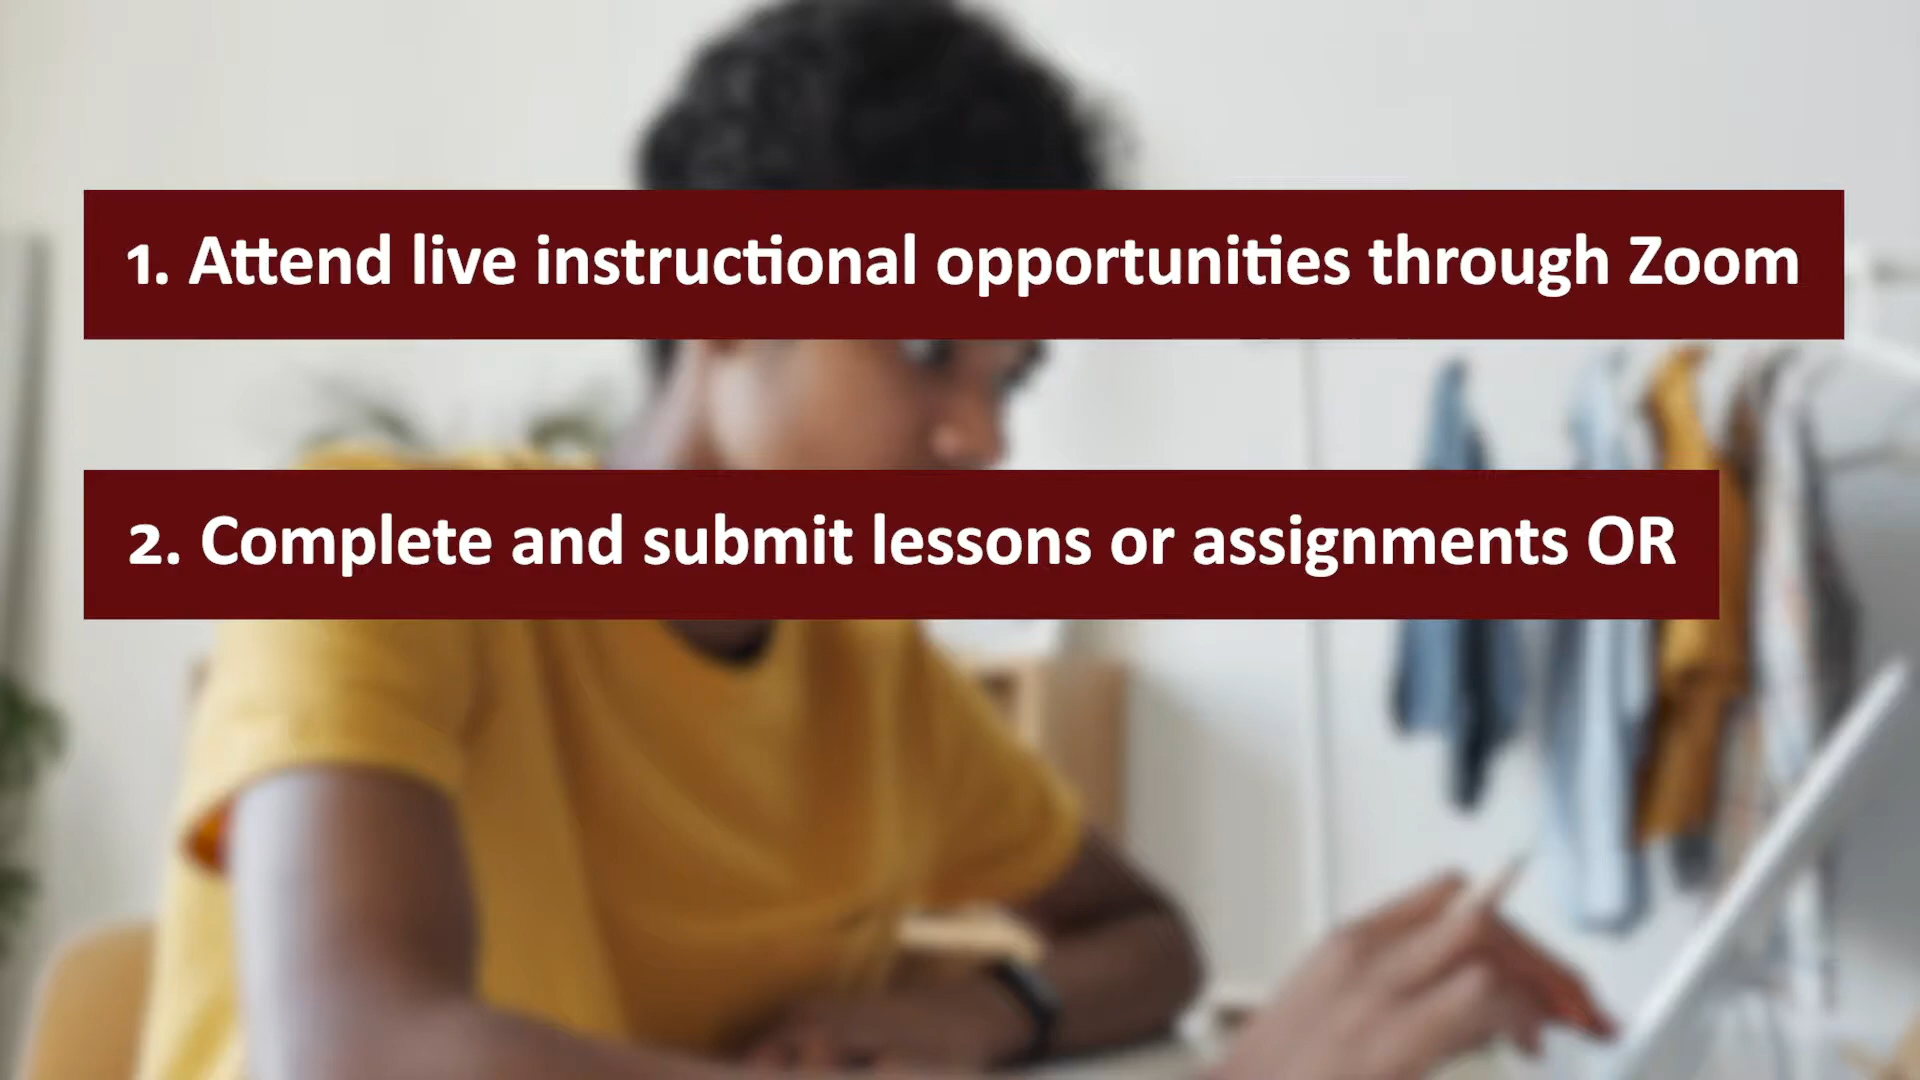 1. Attend live instructional opportunities through Zoom
2. Complete and submit lessons or assignments OR